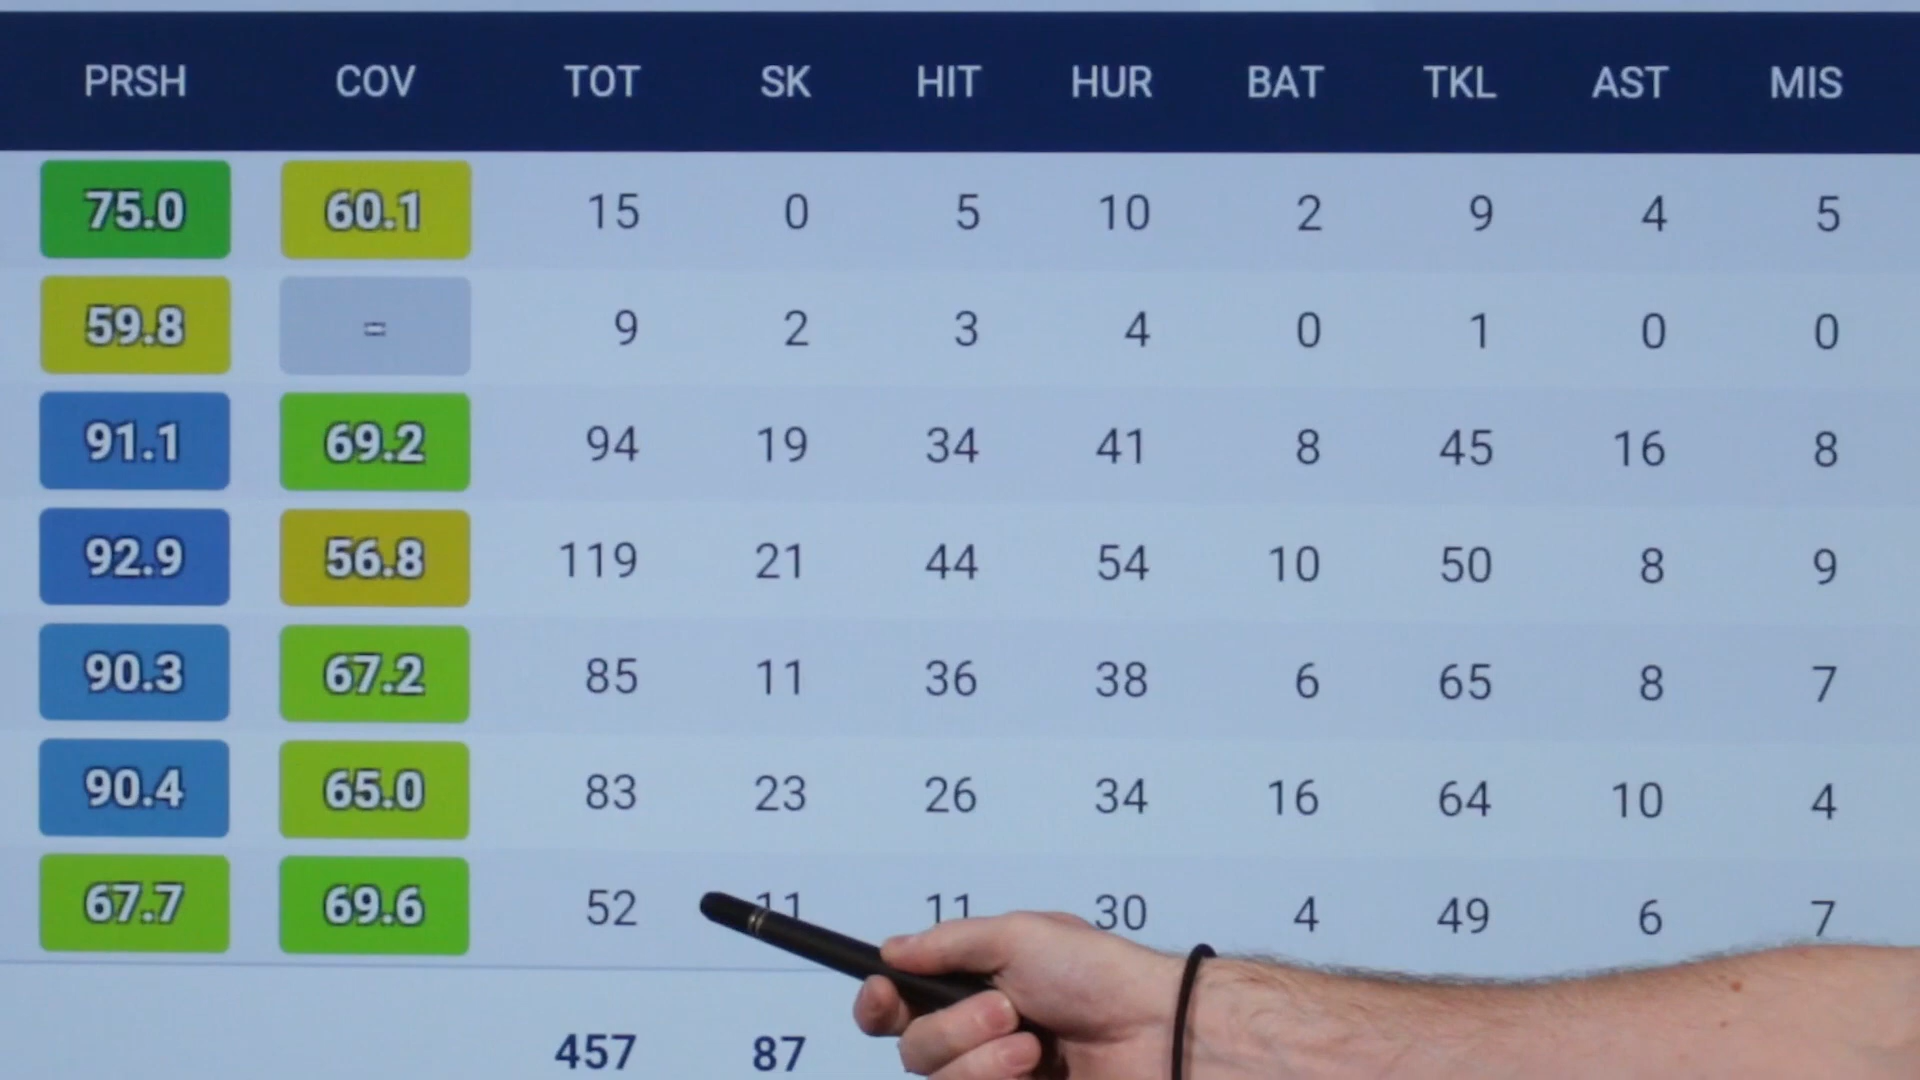 PRSH COV TOT SK HIT HUR BAT TKL AST MIS
75.0 60.1 15 0 5 10 2 9 4 5
59.8 - 9 2 3 4 0 1 0 0
91.1 69.2 94 19 34 41 8 45 16 8
92.9 56.8 119 21 44 54 10 50 8 9
90.3 67.2 85 11 36 38 6 65 8 7
90.4 65.0 83 23 26 34 16 64 10 4
67.7 69.6 52 11 11 30 4 49 6 7
457 87